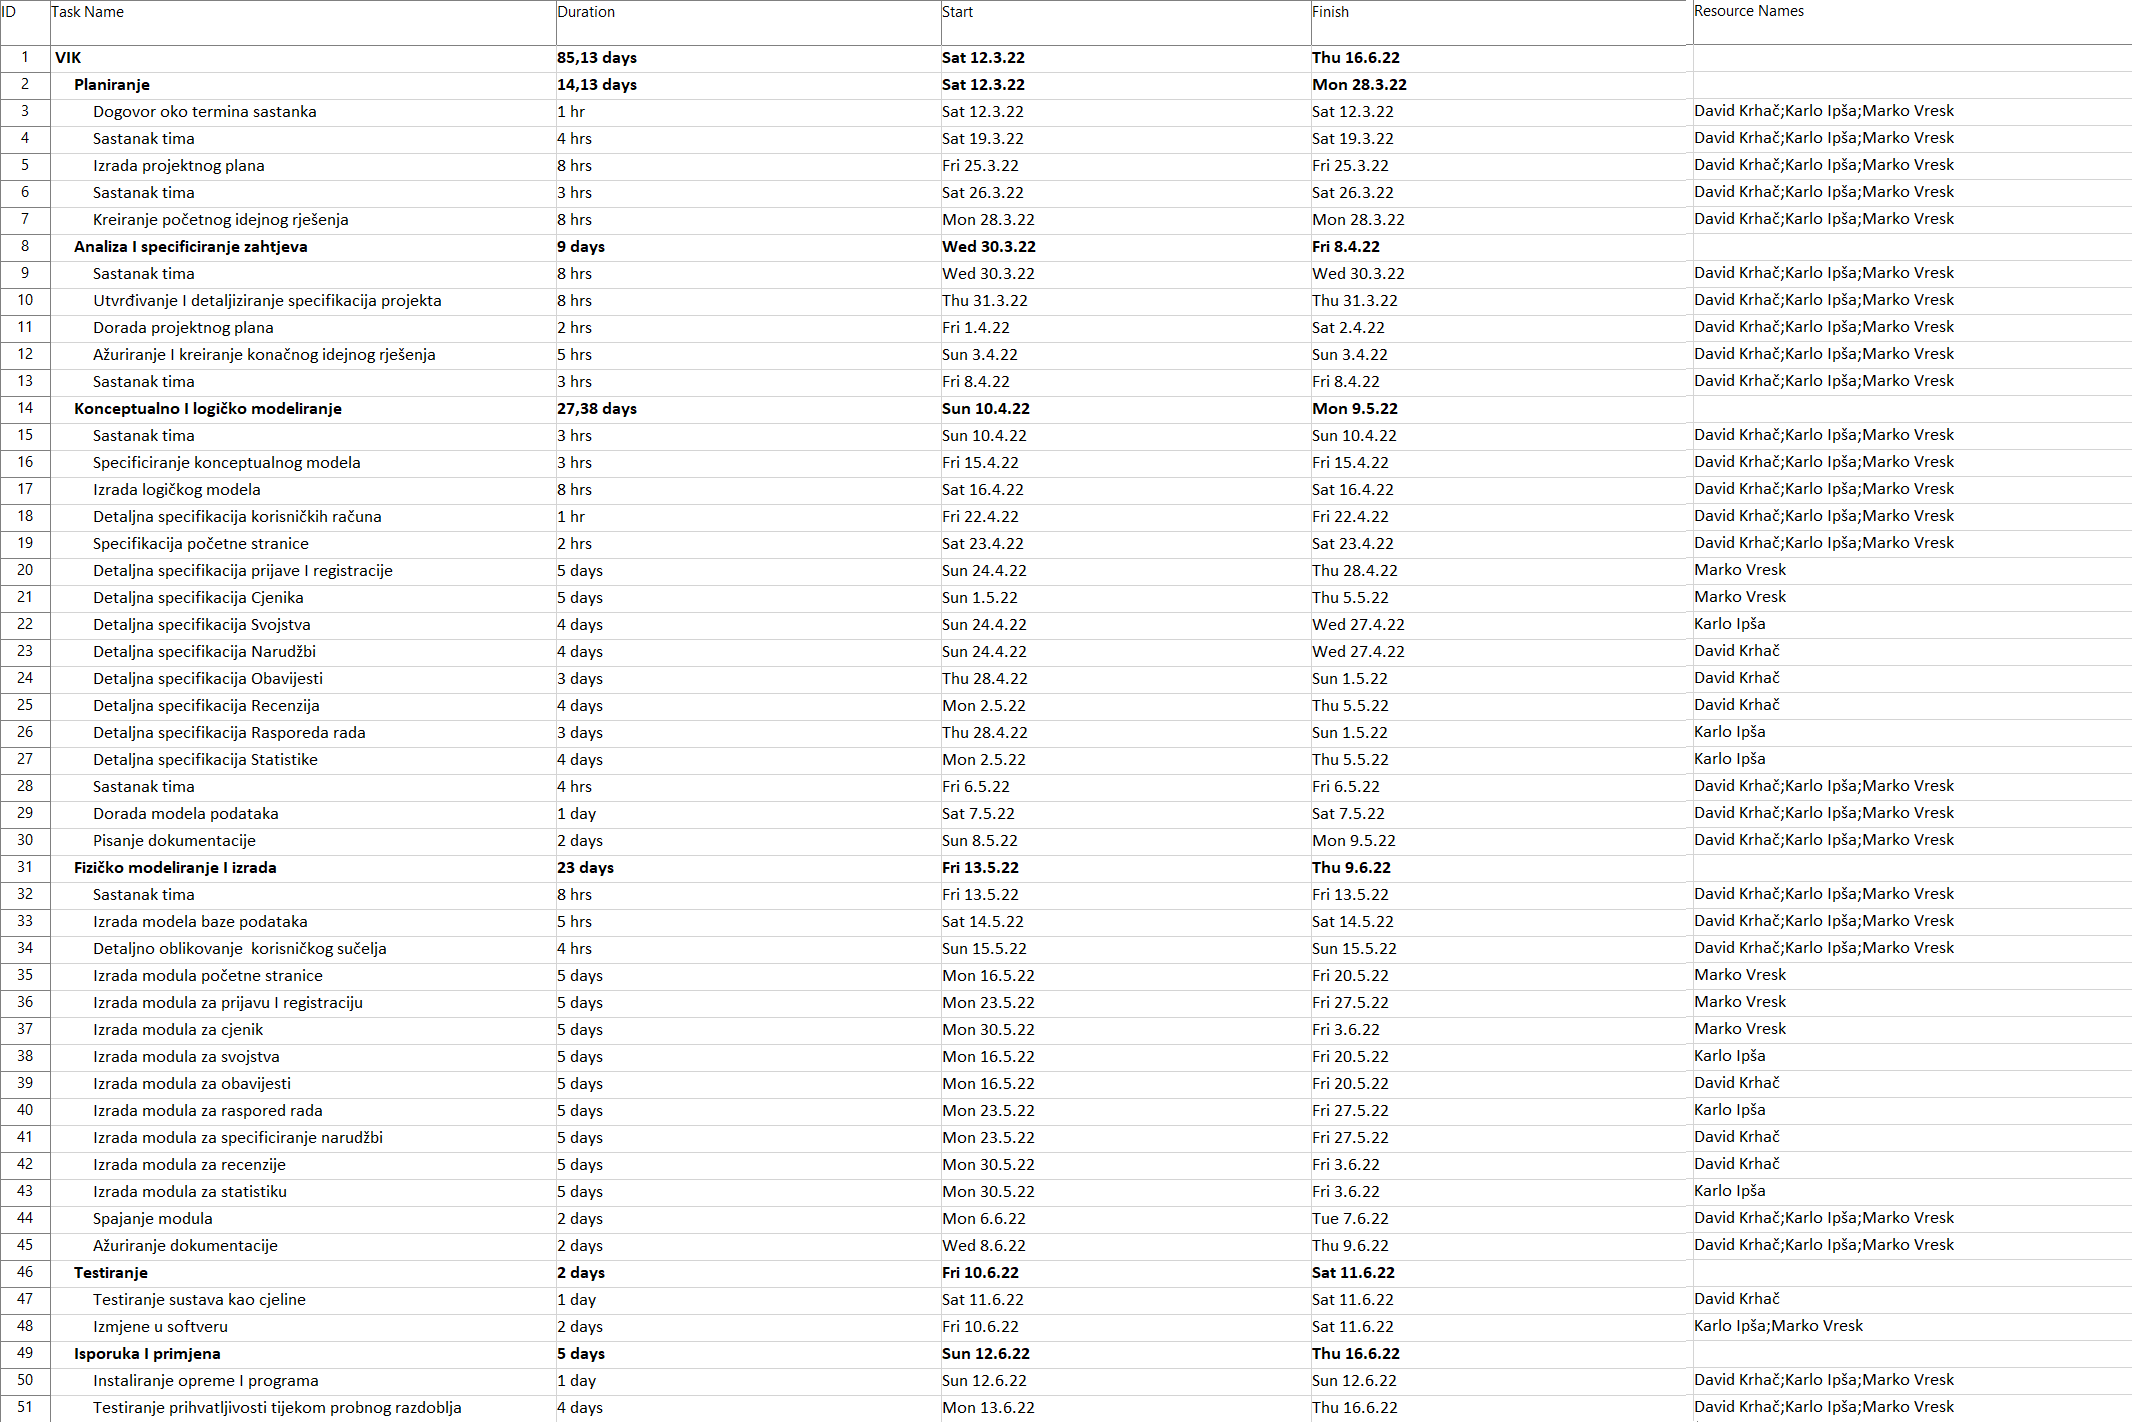 ID Task Name Duration Start Finish Resource Names
1 VIK 85,13 days Sat 12.3.22 Thu 16.6.22
2 Planiranje 14,13 days Sat 12.3.22 Mon 28.3.22
3 Dogovor oko termina sastanka 1 hr Sat 12.3.22 Sat 12.3.22 David Krhač;Karlo Ipša;Marko Vresk
4 Sastanak tima 4 hrs Sat 19.3.22 Sat 19.3.22 David Krhač;Karlo Ipša;Marko Vresk
5 Izrada projektnog plana 8 hrs Fri 25.3.22 Fri 25.3.22 David Krhač;Karlo Ipša;Marko Vresk
6 Sastanak tima 3 hrs Sat 26.3.22 Sat 26.3.22 David Krhač;Karlo Ipša;Marko Vresk
7 Kreiranje početnog idejnog rješenja 8 hrs Mon 28.3.22 Mon 28.3.22 David Krhač;Karlo Ipša;Marko Vresk
8 Analiza I specificiranje zahtjeva 9 days Wed 30.3.22 Fri 8.4.22
9 Sastanak tima 8 hrs Wed 30.3.22 Wed 30.3.22 David Krhač;Karlo Ipša;Marko Vresk
10 Utvrđivanje I detaljiziranje specifikacija projekta 8 hrs Thu 31.3.22 Thu 31.3.22 David Krhač;Karlo Ipša;Marko Vresk
11 Dorada projektnog plana 2 hrs Fri 1.4.22 Sat 2.4.22 David Krhač;Karlo Ipša;Marko Vresk
12 Ažuriranje I kreiranje konačnog idejnog rješenja 5 hrs Sun 3.4.22 Sun 3.4.22 David Krhač;Karlo Ipša;Marko Vresk
13 Sastanak tima 3 hrs Fri 8.4.22 Fri 8.4.22 David Krhač;Karlo Ipša;Marko Vresk
14 Konceptualno I logičko modeliranje 27,38 days Sun 10.4.22 Mon 9.5.22
15 Sastanak tima 3 hrs Sun 10.4.22 Sun 10.4.22 David Krhač;Karlo Ipša;Marko Vresk
16 Specificiranje konceptualnog modela 3 hrs Fri 15.4.22 Fri 15.4.22 David Krhač;Karlo Ipša;Marko Vresk
17 Izrada logičkog modela 8 hrs Sat 16.4.22 Sat 16.4.22 David Krhač;Karlo Ipša;Marko Vresk
18 Detaljna specifikacija korisničkih računa 1 hr Fri 22.4.22 Fri 22.4.22 David Krhač;Karlo Ipša;Marko Vresk
19 Specifikacija početne stranice 2 hrs Sat 23.4.22 Sat 23.4.22 David Krhač;Karlo Ipša;Marko Vresk
20 Detaljna specifikacija prijave I registracije 5 days Sun 24.4.22 Thu 28.4.22 Marko Vresk
21 Detaljna specifikacija Cjenika 5 days Sun 1.5.22 Thu 5.5.22 Marko Vresk
22 Detaljna specifikacija Svojstva 4 days Sun 24.4.22 Wed 27.4.22 Karlo Ipša
23 Detaljna specifikacija Narudžbi 4 days Sun 24.4.22 Wed 27.4.22 David Krhač
24 Detaljna specifikacija Obavijesti 3 days Thu 28.4.22 Sun 1.5.22 David Krhač
25 Detaljna specifikacija Recenzija 4 days Mon 2.5.22 Thu 5.5.22 David Krhač
26 Detaljna specifikacija Rasporeda rada 3 days Thu 28.4.22 Sun 1.5.22 Karlo Ipša
27 Detaljna specifikacija Statistike 4 days Mon 2.5.22 Thu 5.5.22 Karlo Ipša
28 Sastanak tima 4 hrs Fri 6.5.22 Fri 6.5.22 David Krhač;Karlo Ipša;Marko Vresk
29 Dorada modela podataka 1 day Sat 7.5.22 Sat 7.5.22 David Krhač;Karlo Ipša;Marko Vresk
30 Pisanje dokumentacije 2 days Sun 8.5.22 Mon 9.5.22 David Krhač;Karlo Ipša;Marko Vresk
31 Fizičko modeliranje I izrada 23 days Fri 13.5.22 Thu 9.6.22
32 Sastanak tima 8 hrs Fri 13.5.22 Fri 13.5.22 David Krhač;Karlo Ipša;Marko Vresk
33 Izrada modela baze podataka 5 hrs Sat 14.5.22 Sat 14.5.22 David Krhač;Karlo Ipša;Marko Vresk
34 Detaljno oblikovanje  korisničkog sučelja 4 hrs Sun 15.5.22 Sun 15.5.22 David Krhač;Karlo Ipša;Marko Vresk
35 Izrada modula početne stranice 5 days Mon 16.5.22 Fri 20.5.22 Marko Vresk
36 Izrada modula za prijavu I registraciju 5 days Mon 23.5.22 Fri 27.5.22 Marko Vresk
37 Izrada modula za cjenik 5 days Mon 30.5.22 Fri 3.6.22 Marko Vresk
38 Izrada modula za svojstva 5 days Mon 16.5.22 Fri 20.5.22 Karlo Ipša
39 Izrada modula za obavijesti 5 days Mon 16.5.22 Fri 20.5.22 David Krhač
40 Izrada modula za raspored rada 5 days Mon 23.5.22 Fri 27.5.22 Karlo Ipša
41 Izrada modula za specificiranje narudžbi 5 days Mon 23.5.22 Fri 27.5.22 David Krhač
42 Izrada modula za recenzije 5 days Mon 30.5.22 Fri 3.6.22 David Krhač
43 Izrada modula za statistiku 5 days Mon 30.5.22 Fri 3.6.22 Karlo Ipša
44 Spajanje modula 2 days Mon 6.6.22 Tue 7.6.22 David Krhač;Karlo Ipša;Marko Vresk
45 Ažuriranje dokumentacije 2 days Wed 8.6.22 Thu 9.6.22 David Krhač;Karlo Ipša;Marko Vresk
46 Testiranje 2 days Fri 10.6.22 Sat 11.6.22
47 Testiranje sustava kao cjeline 1 day Sat 11.6.22 Sat 11.6.22 David Krhač
48 Izmjene u softveru 2 days Fri 10.6.22 Sat 11.6.22 Karlo Ipša;Marko Vresk
49 Isporuka I primjena 5 days Sun 12.6.22 Thu 16.6.22
50 Instaliranje opreme I programa 1 day Sun 12.6.22 Sun 12.6.22 David Krhač;Karlo Ipša;Marko Vresk
51 Testiranje prihvatljivosti tijekom probnog razdoblja 4 days Mon 13.6.22 Thu 16.6.22 David Krhač;Karlo Ipša;Marko Vresk